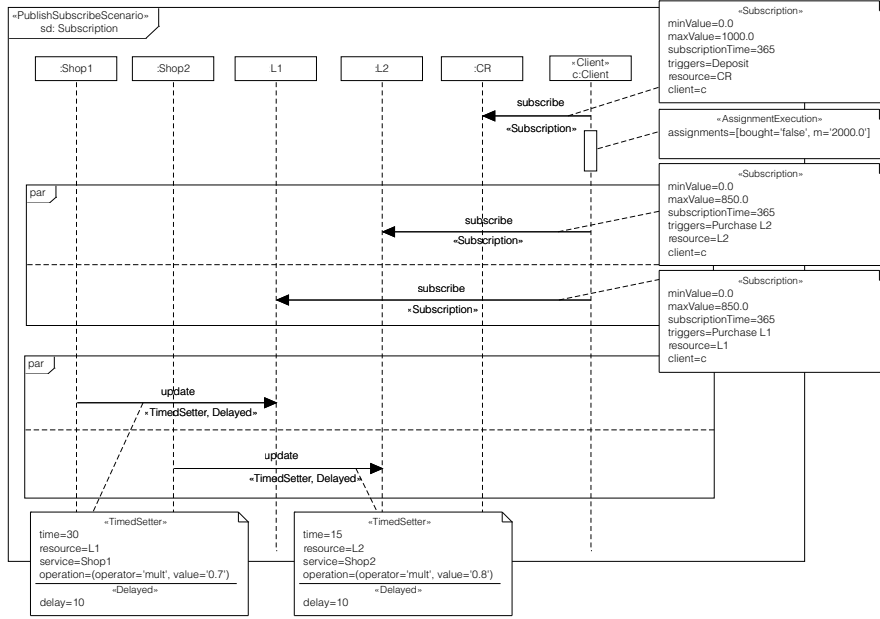 «PublishSubscribeScenario»
sd: Subscription
:Shop1
:Shop2
L1
:L2
:CR
«Client»
c:Client
«Subscription»
minValue=0.0
maxValue=1000.0
subscriptionTime=365
triggers=Deposit
resource=CR
client=c
subscribe
«Subscription»
«AssignmentExecution»
assignments=[bought='false', m='2000.0']
par
subscribe
«Subscription»
«Subscription»
minValue=0.0
maxValue=850.0
subscriptionTime=365
triggers=Purchase L2
resource=L2
client=c
subscribe
«Subscription»
«Subscription»
minValue=0.0
maxValue=850.0
subscriptionTime=365
triggers=Purchase L1
resource=L1
client=c
par
update
«TimedSetter, Delayed»
update
«TimedSetter, Delayed»
«TimedSetter»
time=30
resource=L1
service=Shop1
operation=(operator='mult', value='0.7')
«Delayed»
delay=10
«TimedSetter»
time=15
resource=L2
service=Shop2
operation=(operator='mult', value='0.8')
«Delayed»
delay=10